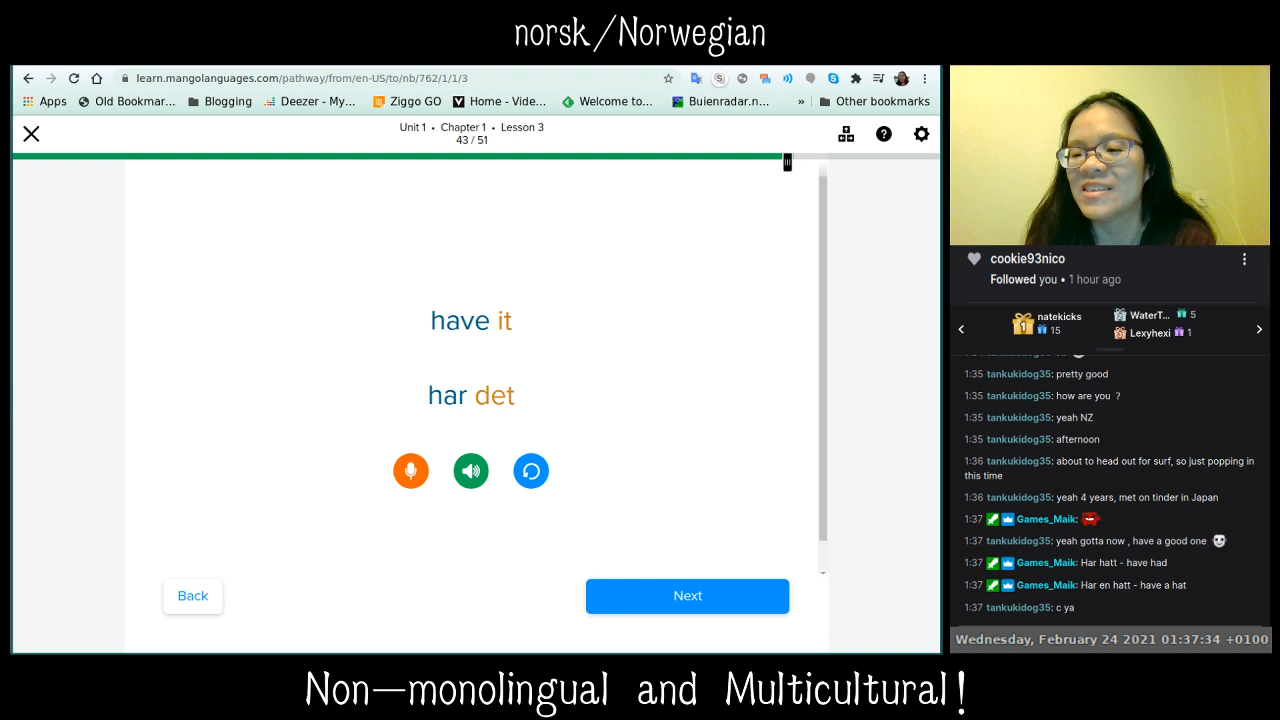 norsk/Norwegian
learn.mangolanguages.com/pathway/from/en-US/to/nb/762/1/1/3
Apps Old Bookmar... Blogging Deezer - My... Ziggo GO Home - Vide... Welcome to... Buienradar.n... » Other bookmarks
Unit 1 • Chapter 1 • Lesson 3
43 / 51
have it
har det
Back
Next
cookie93nico
Followed you • 1 hour ago
natekicks
15
WaterT... 5
Lexyhexi 1
1:35 tankukidog35: pretty good
1:35 tankukidog35: how are you ?
1:35 tankukidog35: yeah NZ
1:35 tankukidog35: afternoon
1:36 tankukidog35: about to head out for surf, so just popping in
this time
1:36 tankukidog35: yeah 4 years, met on tinder in Japan
1:37 Games_Maik:
1:37 tankukidog35: yeah gotta now , have a good one
1:37 Games_Maik: Har hatt - have had
1:37 Games_Maik: Har en hatt - have a hat
1:37 tankukidog35: c ya
Wednesday, February 24 2021 01:37:34 +0100
Non-monolingual and Multicultural!